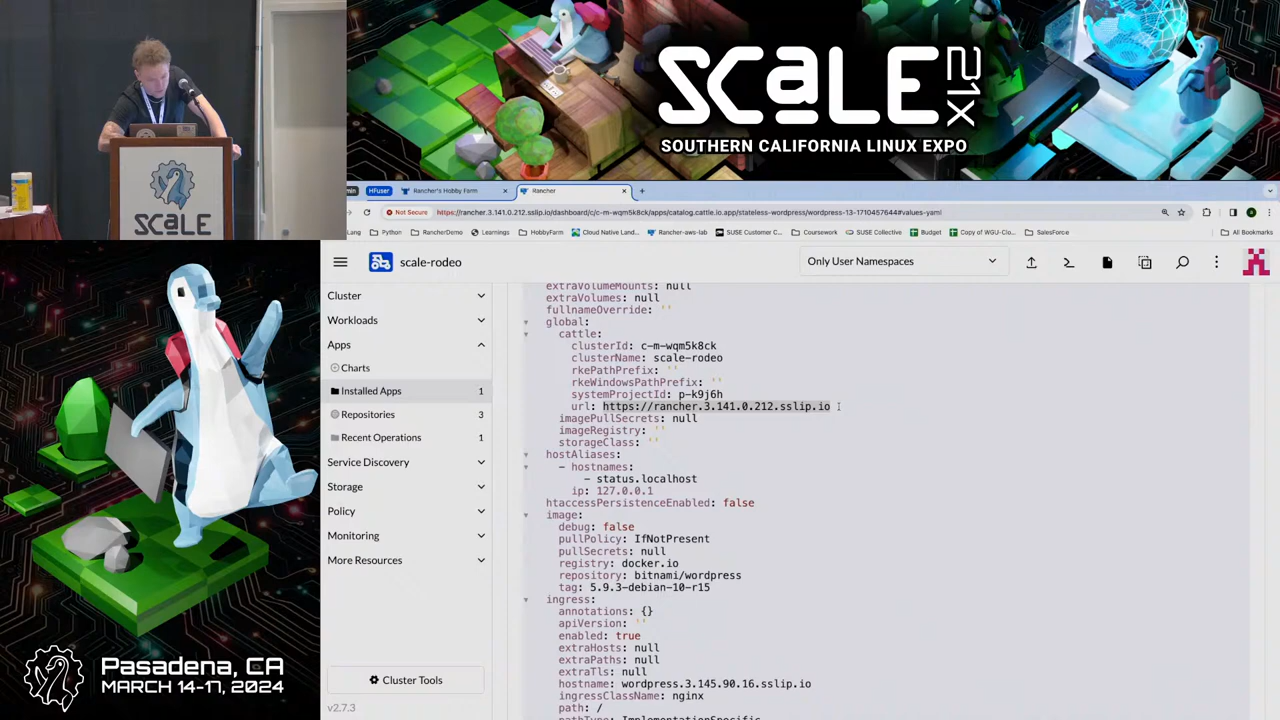 SCALE 21X
SOUTHERN CALIFORNIA LINUX EXPO
SCALE
min
HFuser
Rancher's Hobby Farm
Rancher
Not Secure
https://rancher.3.141.0.212.sslip.io/dashboard/c/c-m-wqm5k8ck/apps/catalog.cattle.io.app/stateless-wordpress/wordpress-13-1710457644#values-yaml
Lang
Python
RancherDemo
Learnings
HobbyFarm
Cloud Native Land...
Rancher-aws-lab
SUSE Customer C...
Coursework
SUSE Collective
Budget
Copy of WGU-Clo...
SalesForce
All Bookmarks
scale-rodeo
Only User Namespaces
Cluster
Workloads
Apps
Charts
Installed Apps 1
Repositories 3
Recent Operations 1
Service Discovery
Storage
Policy
Monitoring
More Resources
Cluster Tools
v2.7.3
extraVolumeMounts: null
extraVolumes: null
fullnameOverride: ''
global:
cattle:
clusterId: c-m-wqm5k8ck
clusterName: scale-rodeo
rkePathPrefix: ''
rkeWindowsPathPrefix: ''
systemProjectId: p-k9j6h
url: https://rancher.3.141.0.212.sslip.io
imagePullSecrets: null
imageRegistry: ''
storageClass: ''
hostAliases:
- hostnames:
- status.localhost
ip: 127.0.0.1
htaccessPersistenceEnabled: false
image:
debug: false
pullPolicy: IfNotPresent
pullSecrets: null
registry: docker.io
repository: bitnami/wordpress
tag: 5.9.3-debian-10-r15
ingress:
annotations: {}
apiVersion: ''
enabled: true
extraHosts: null
extraPaths: null
extraTls: null
hostname: wordpress.3.145.90.16.sslip.io
ingressClassName: nginx
path: /
pathType: ImplementationSpecific
Pasadena, CA
MARCH 14-17, 2024